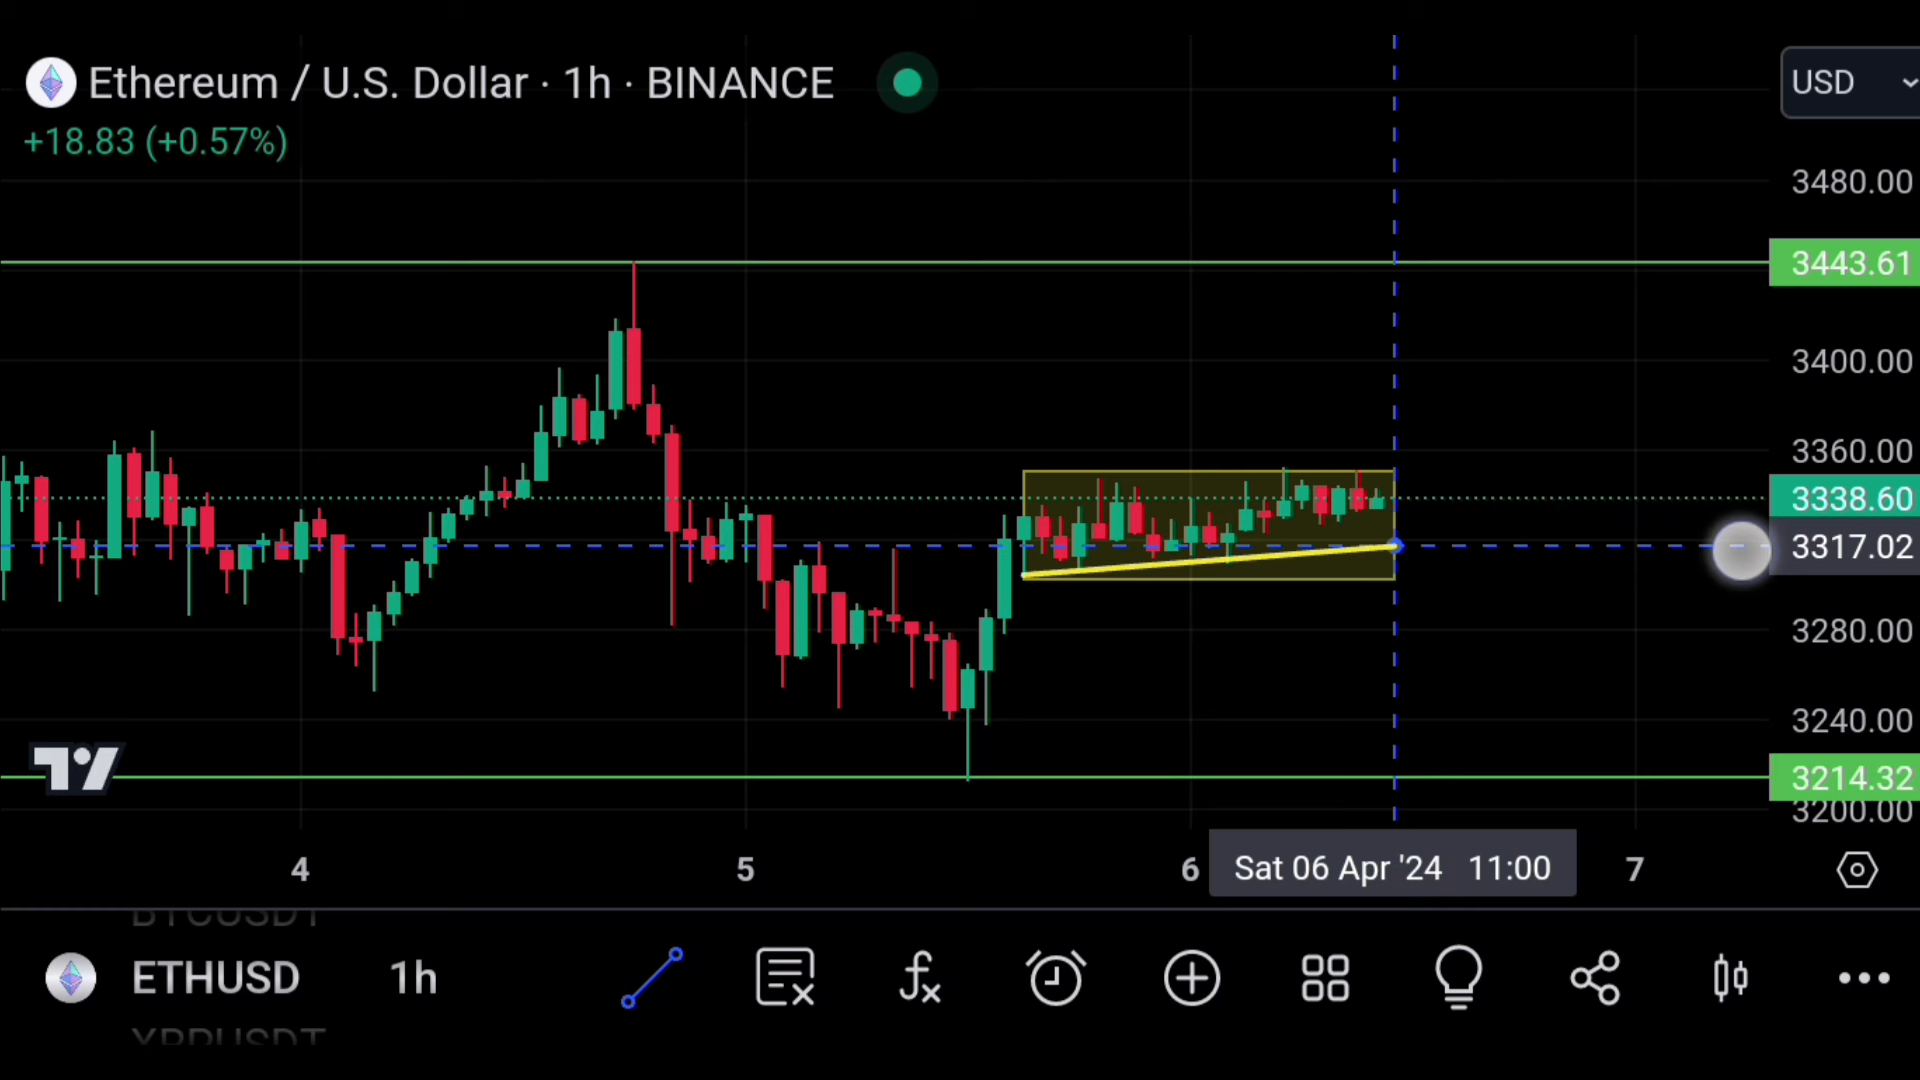 Ethereum / U.S. Dollar · 1h · BINANCE
USD
+18.83 (+0.57%)
3480.00
3443.61
3400.00
3360.00
3338.60
3317.02
3280.00
3240.00
3214.32
3200.00
4 5 6 Sat 06 Apr '24 11:00 7
BTCUSDT
ETHUSD 1h
XRPUSDT